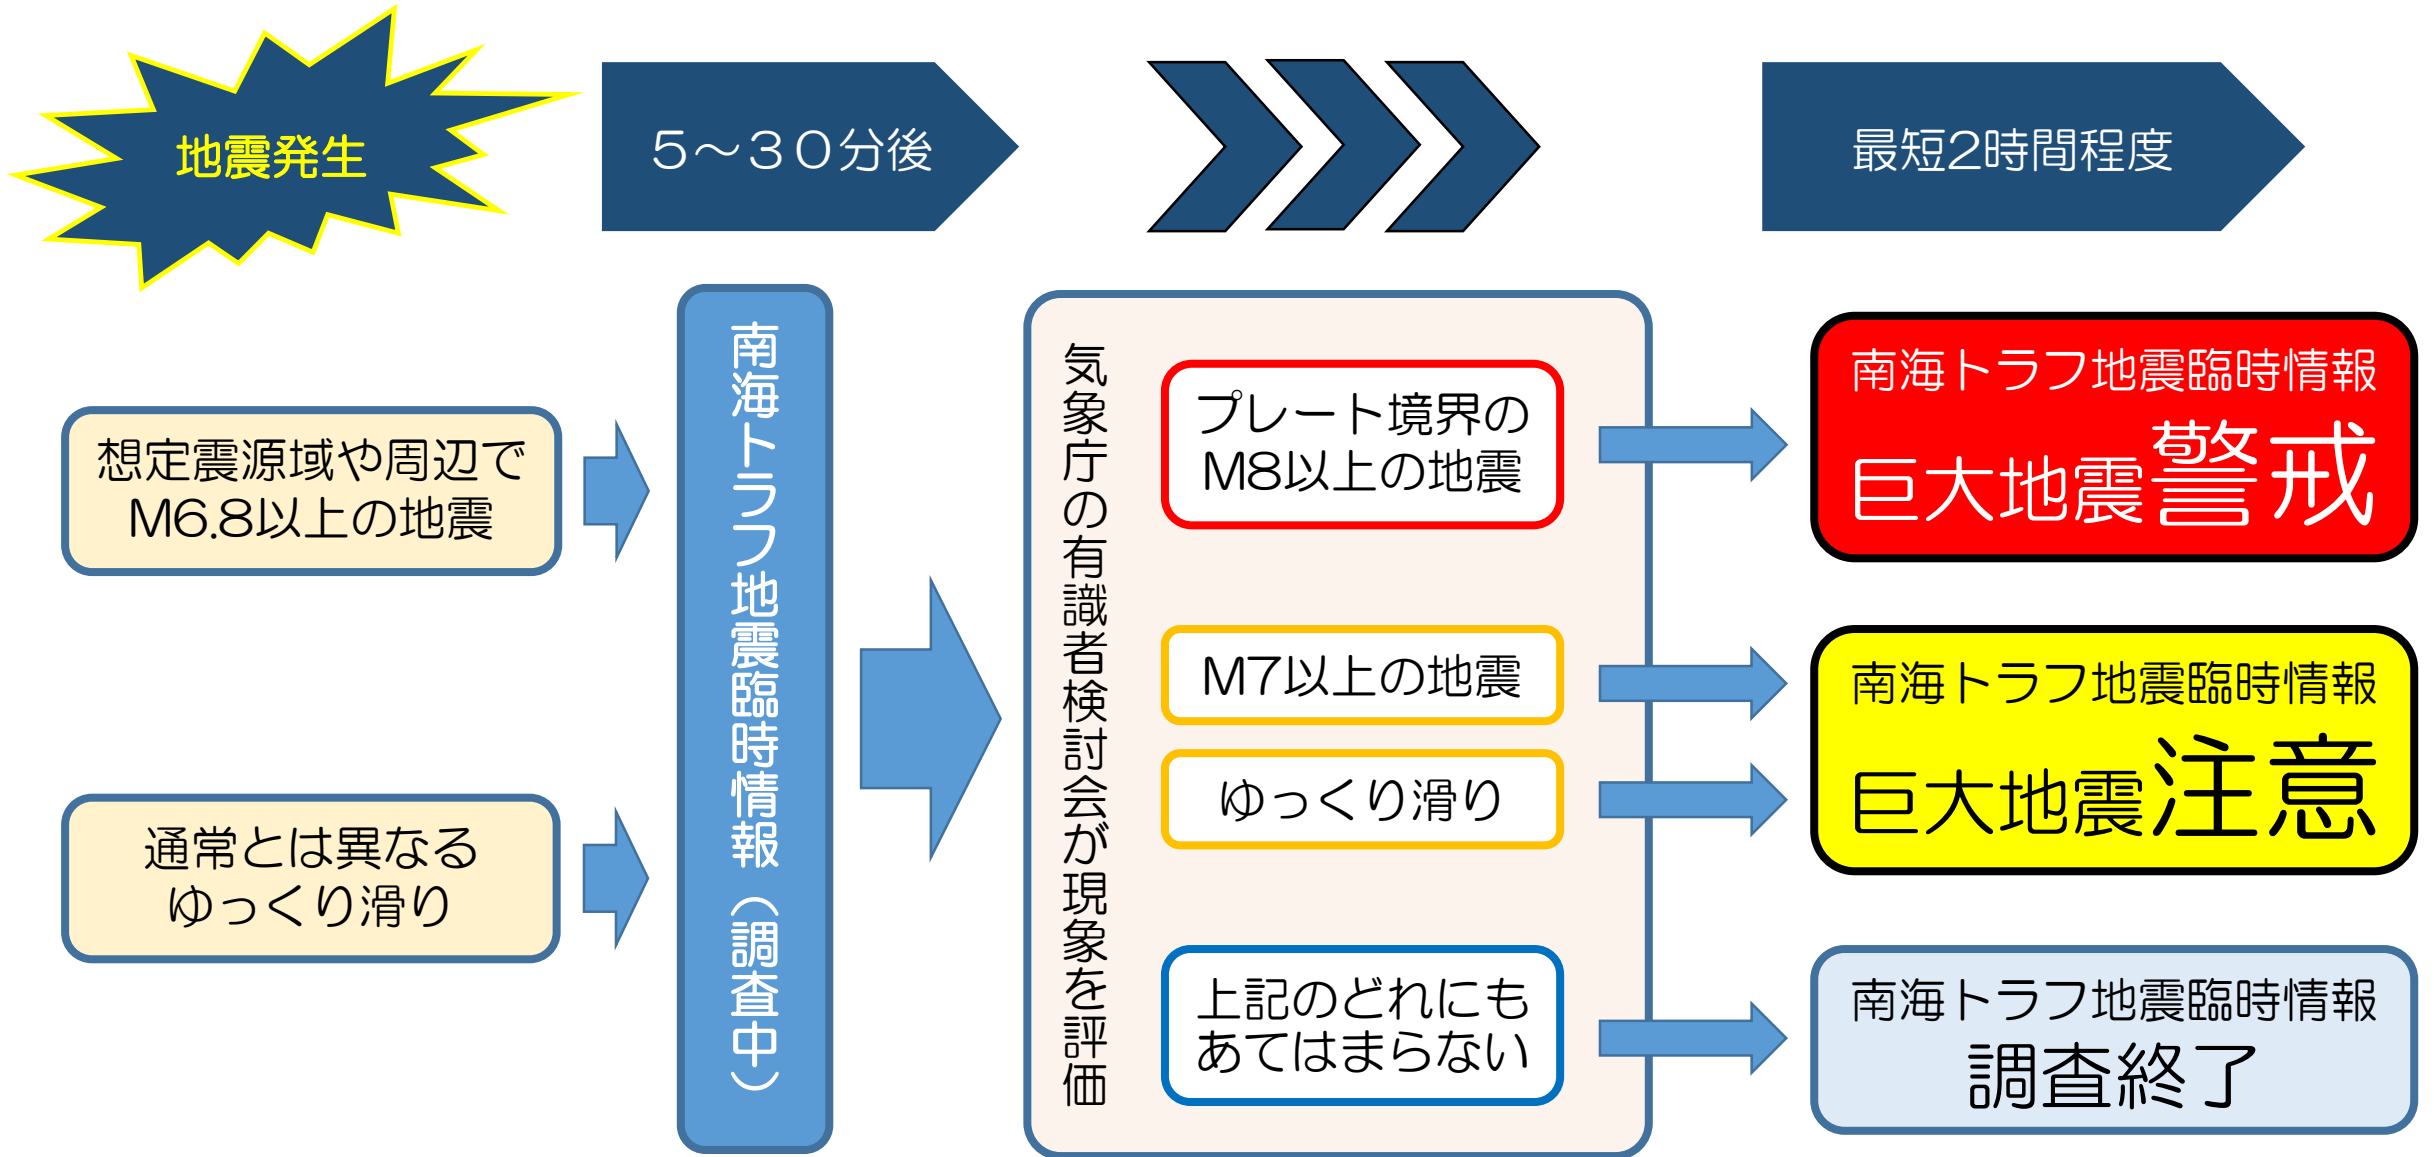 地震発生
５～３０分後
最短2時間程度
想定震源域や周辺で
M6.8以上の地震
通常とは異なる
ゆっくり滑り
南海トラフ地震臨時情報（調査中）
気象庁の有識者検討会が現象を評価
プレート境界の
M8以上の地震
M7以上の地震
ゆっくり滑り
上記のどれにも
あてはまらない
南海トラフ地震臨時情報
巨大地震警戒
南海トラフ地震臨時情報
巨大地震注意
南海トラフ地震臨時情報
調査終了